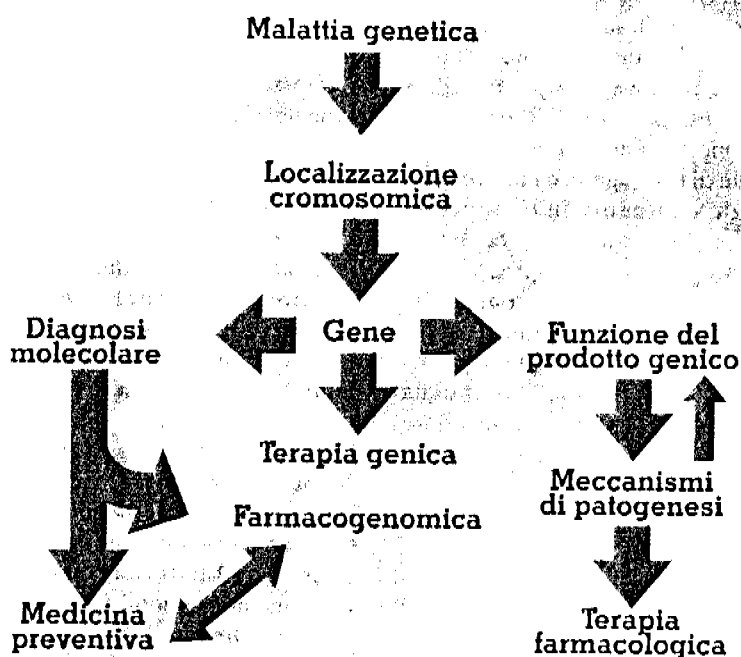 Malattia genetica
Localizzazione
cromosomica
Diagnosi
molecolare
Gene
Funzione del
prodotto genico
Terapia genica
Farmacogenomica
Meccanismi
di patogenesi
Medicina
preventiva
Terapia
farmacologica